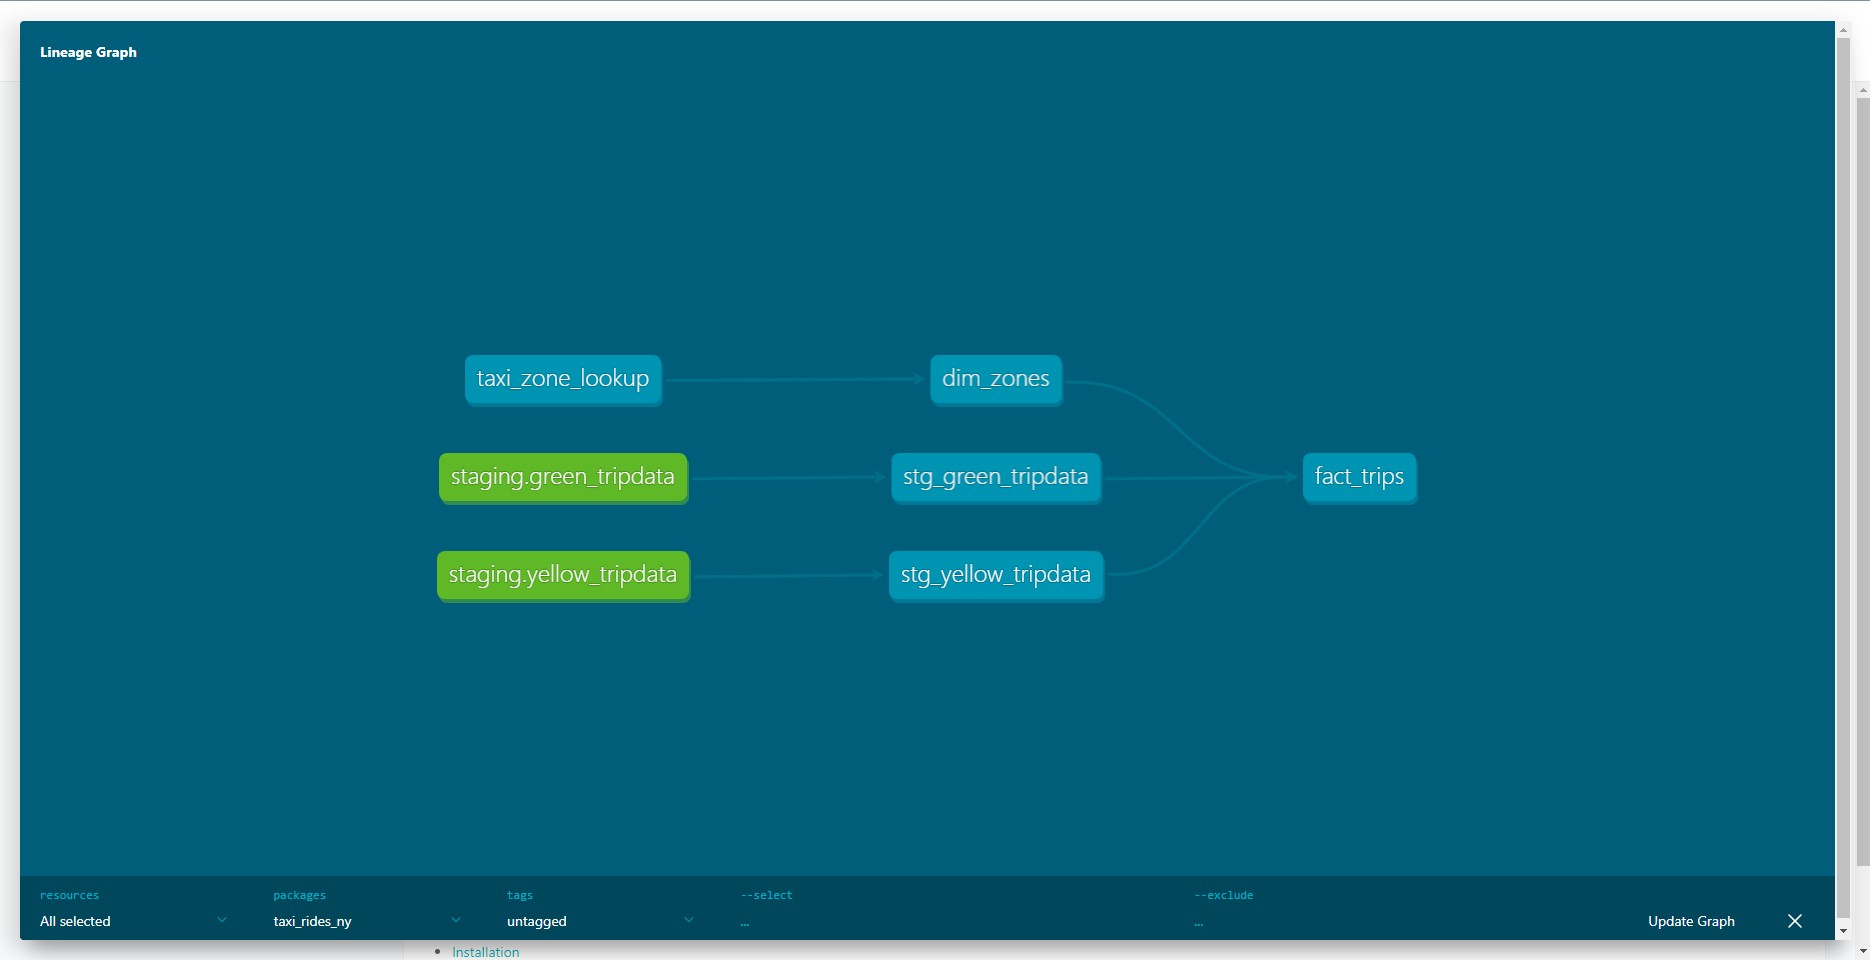 Lineage Graph
taxi_zone_lookup
dim_zones
staging.green_tripdata
stg_green_tripdata
fact_trips
staging.yellow_tripdata
stg_yellow_tripdata
resources
packages
tags
--select
--exclude
All selected
taxi_rides_ny
untagged
...
...
Update Graph
Installation